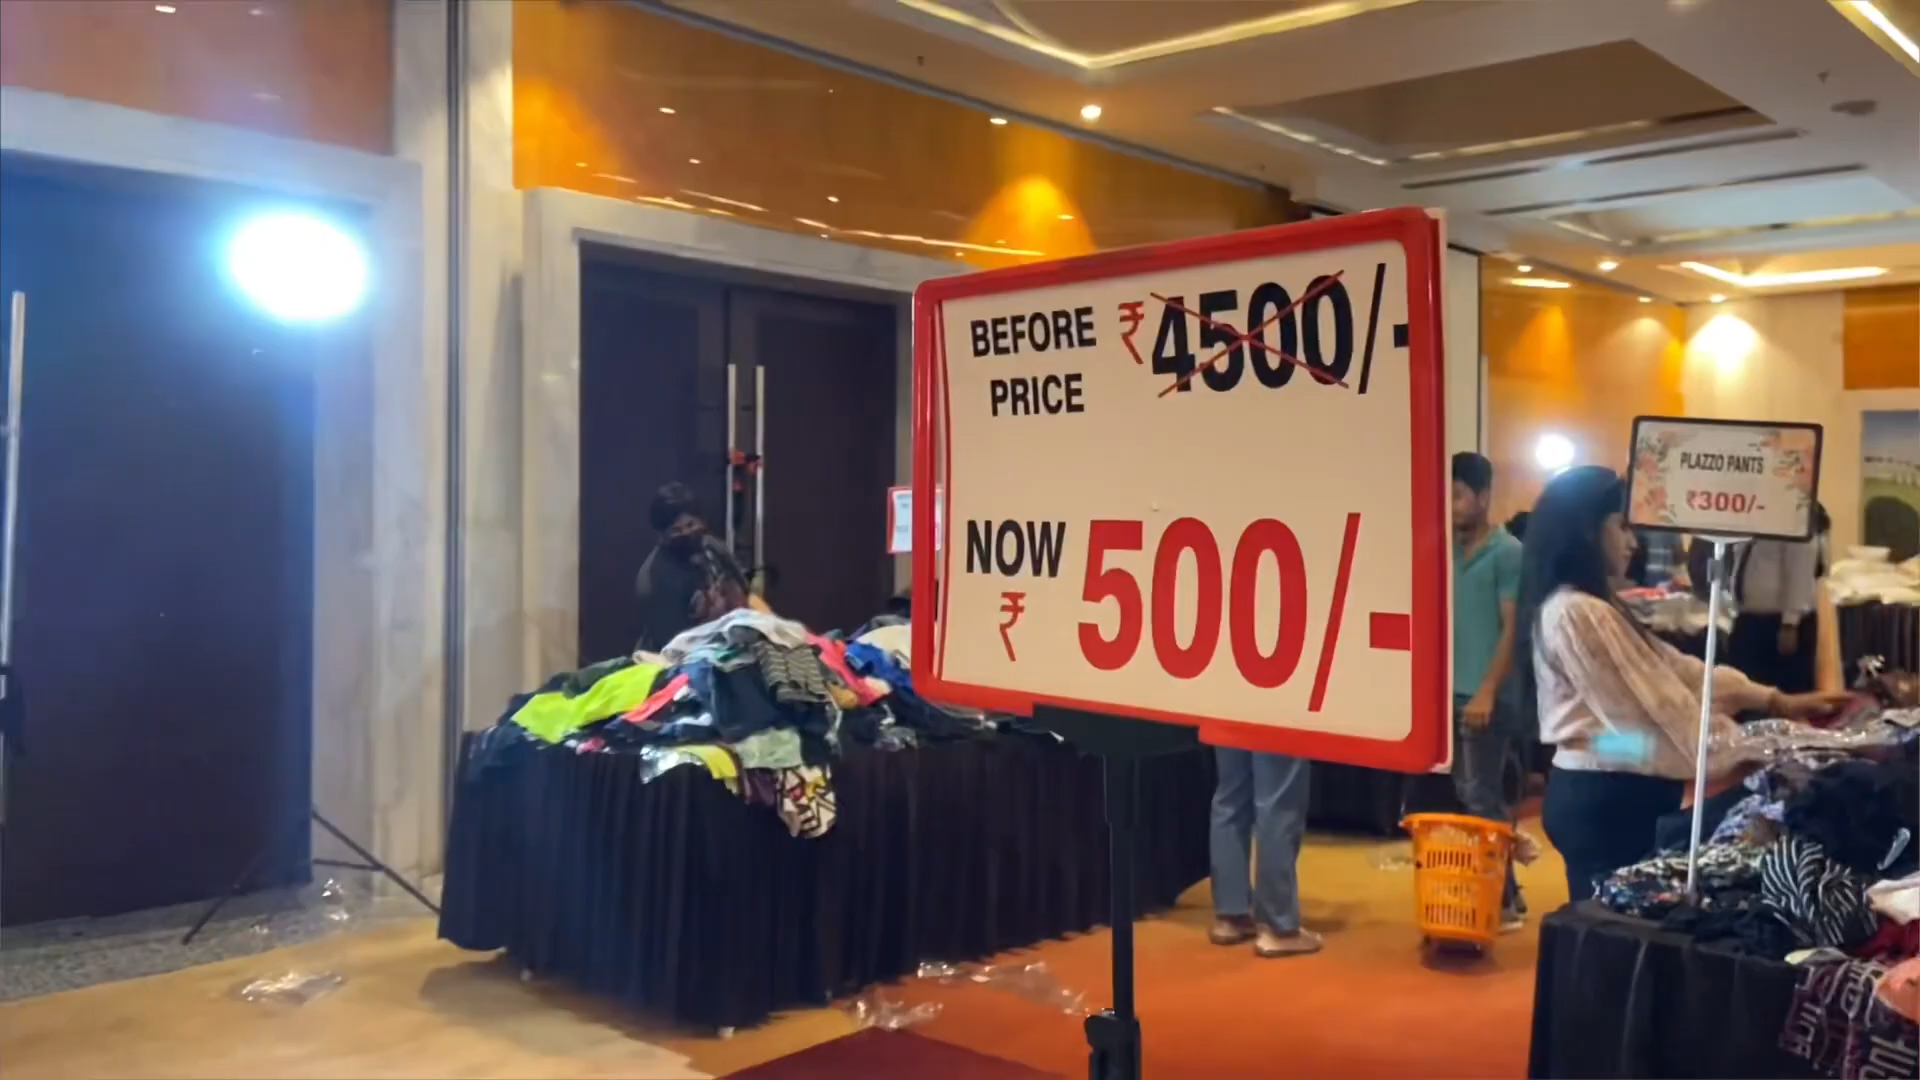 BEFORE ₹4500/-
PRICE
NOW 500/-
₹
PLAZZO PANTS
₹300/-